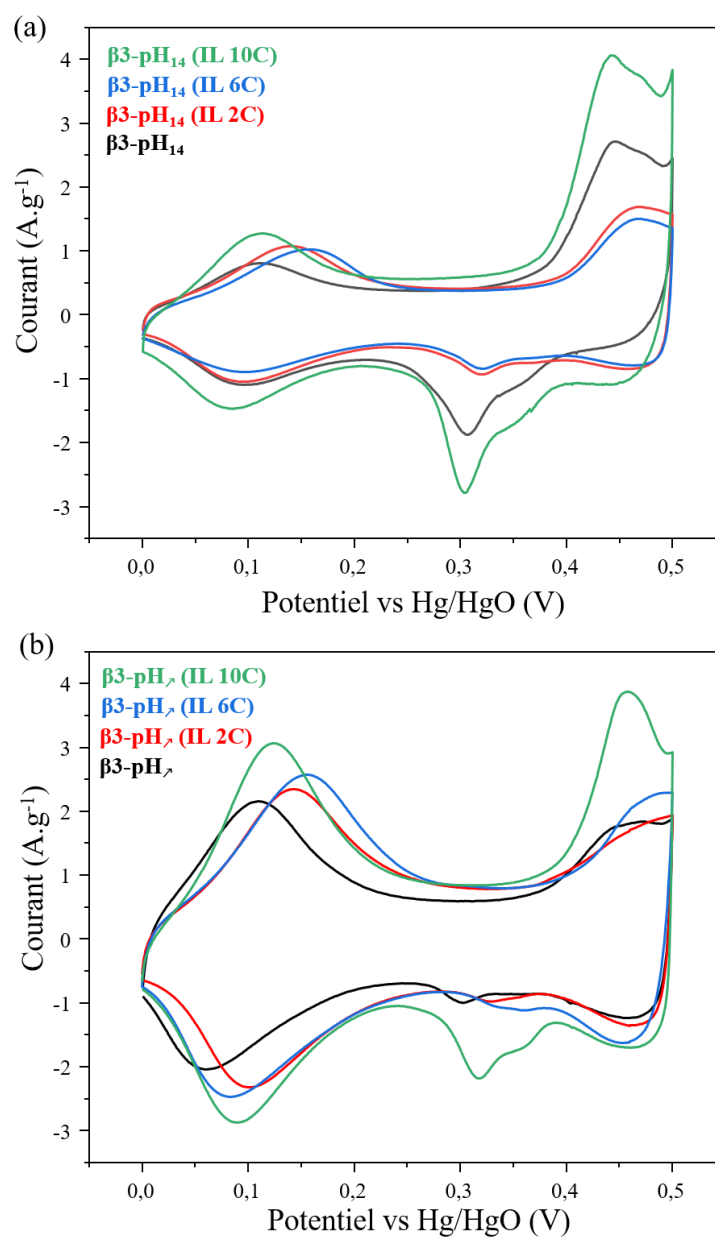 (a)
β3-pH₁₄ (IL 10C)
β3-pH₁₄ (IL 6C)
β3-pH₁₄ (IL 2C)
β3-pH₁₄
Courant (A.g⁻¹)
4
3
2
1
0
-1
-2
-3
0,0 0,1 0,2 0,3 0,4 0,5
Potentiel vs Hg/HgO (V)
(b)
β3-pH↗ (IL 10C)
β3-pH↗ (IL 6C)
β3-pH↗ (IL 2C)
β3-pH↗
Courant (A.g⁻¹)
4
3
2
1
0
-1
-2
-3
0,0 0,1 0,2 0,3 0,4 0,5
Potentiel vs Hg/HgO (V)